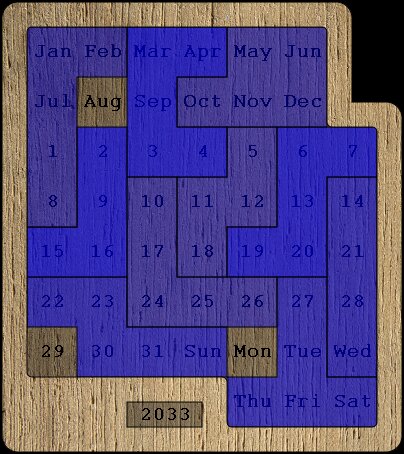 Jan Feb Mar Apr May Jun
Jul Aug Sep Oct Nov Dec
1 2 3 4 5 6 7
8 9 10 11 12 13 14
15 16 17 18 19 20 21
22 23 24 25 26 27 28
29 30 31 Sun Mon Tue Wed
Thu Fri Sat
2033